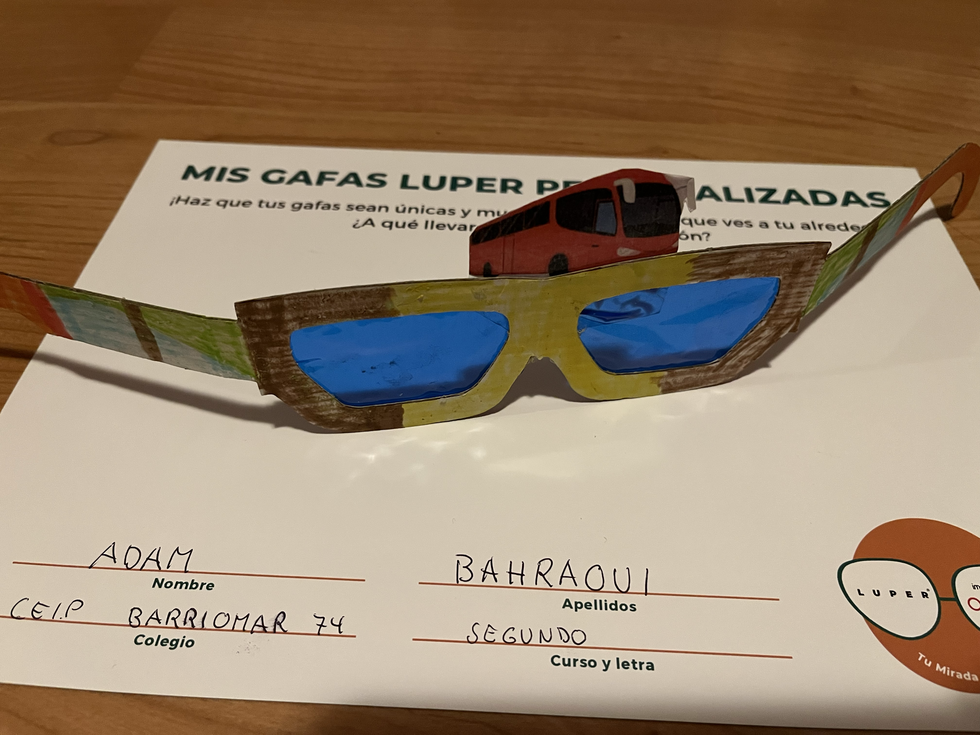 MIS GAFAS LUPER PE ALIZADAS
¡Haz que tus gafas sean únicas y mu que ves a tu alrede
¿A qué llevar ón?
ADAM
Nombre
BAHRAOUI
Apellidos
CEIP BARRIOMAR 74
Colegio
SEGUNDO
Curso y letra
LUPER
Tu Mirada